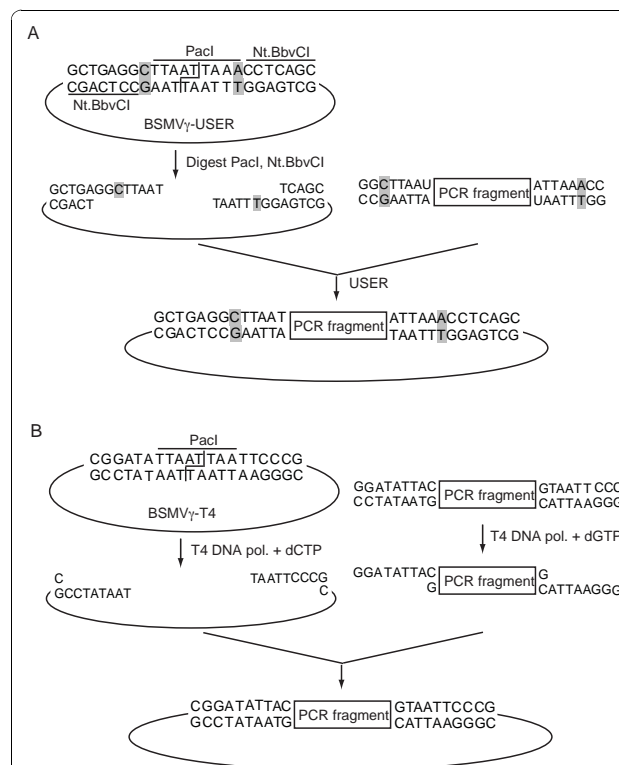 A
PacI
Nt.BbvCI
GCTGAGGCTTAATTAAACCTCAGC
CGACTCCGAATTAATTTGGAGTCG
Nt.BbvCI
BSMVγ-USER
Digest PacI, Nt.BbvCI
GCTGAGGCTTAAT
CGACT
TCAGC
TAATTTGGAGTCG
GGCTTAAU
CCGAATTA
PCR fragment
ATTAAACC
UAATTTGG
USER
GCTGAGGCTTAAT
CGACTCCGAATTA
PCR fragment
ATTAAACCTCAGC
TAATTTGGAGTCG
B
PacI
CGGATATTAATTAATTCCCG
GCCTATAATTAATTAAGGGC
BSMVγ-T4
GGATATTAC
CCTATAATG
PCR fragment
GTAATTCCCG
CATTAAGGG
T4 DNA pol. + dCTP
T4 DNA pol. + dGTP
C
GCCTATAAT
TAATTCCCG
C
GGATATTAC
G
PCR fragment
G
CATTAAGGG
CGGATATTAC
GCCTATAATG
PCR fragment
GTAATTCCCG
CATTAAGGGC